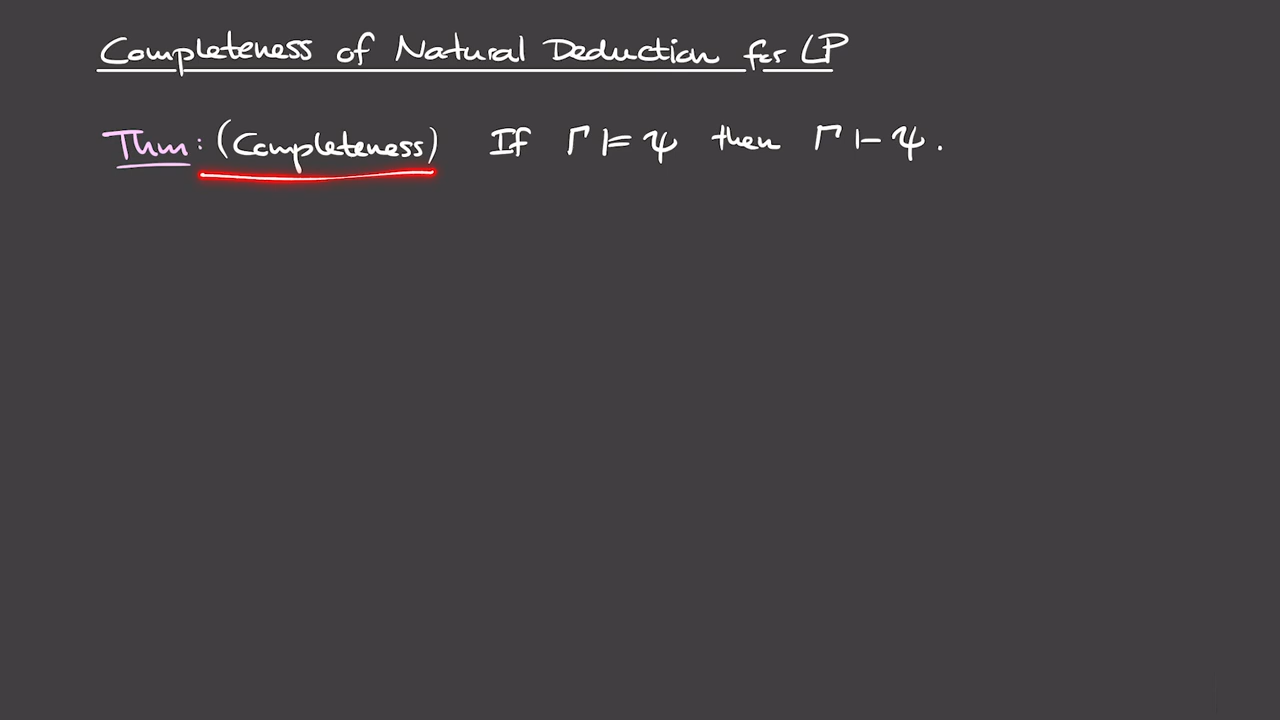 Completeness of Natural Deduction for LP
Thm: (Completeness) If Γ ⊨ ψ then Γ ⊢ ψ.